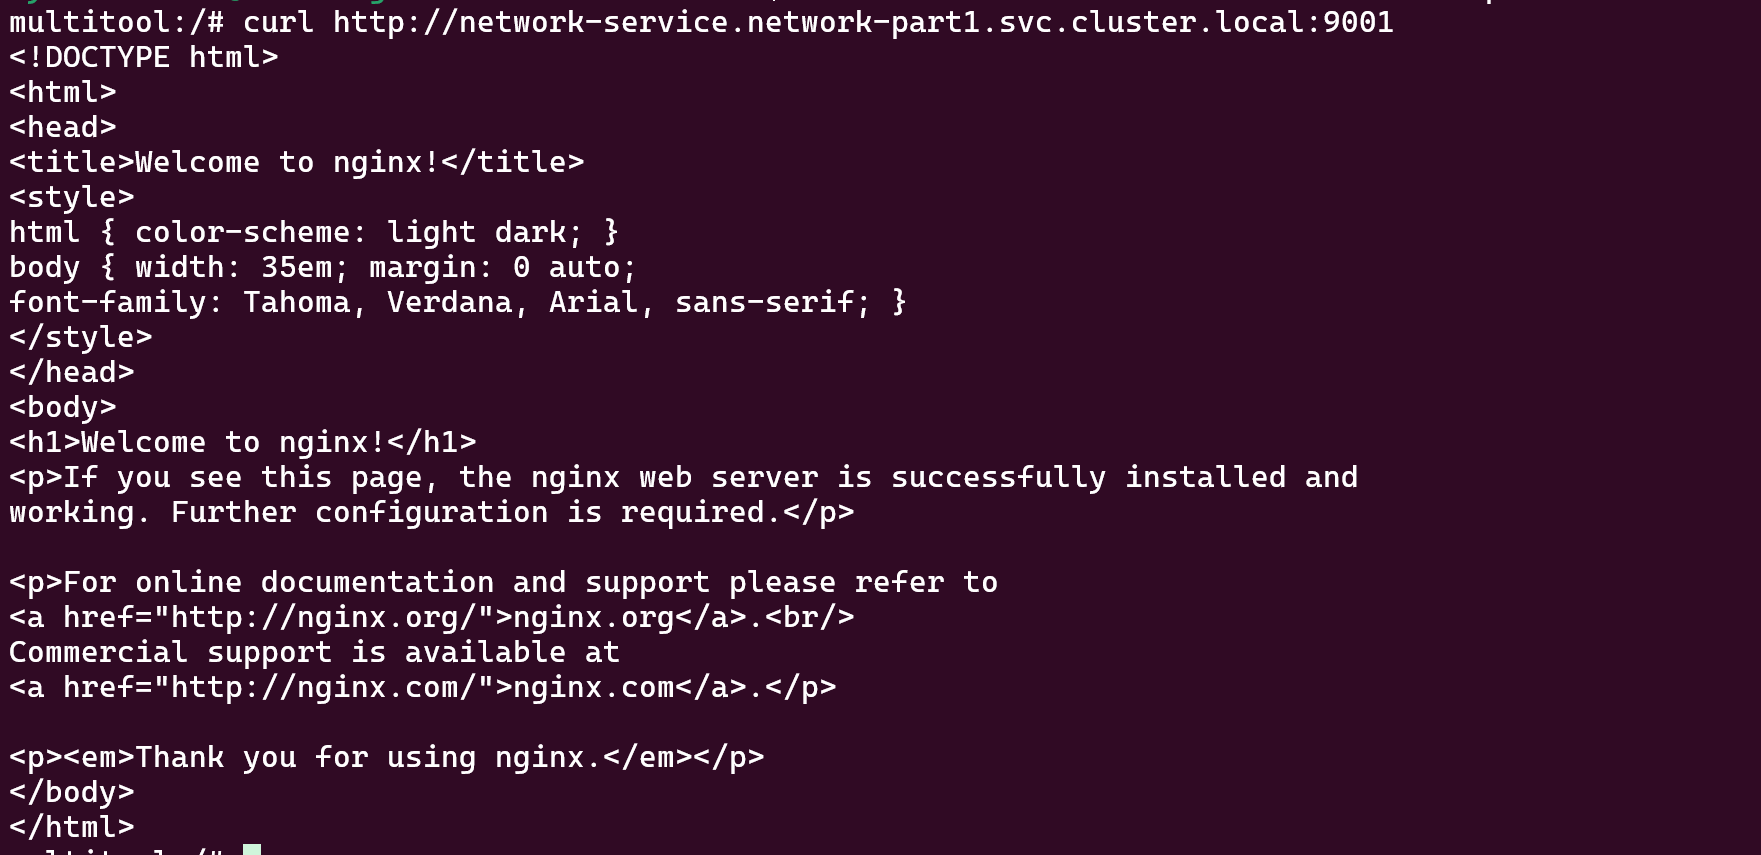 multitool:/# curl http://network-service.network-part1.svc.cluster.local:9001
<!DOCTYPE html>
<html>
<head>
<title>Welcome to nginx!</title>
<style>
html { color-scheme: light dark; }
body { width: 35em; margin: 0 auto;
font-family: Tahoma, Verdana, Arial, sans-serif; }
</style>
</head>
<body>
<h1>Welcome to nginx!</h1>
<p>If you see this page, the nginx web server is successfully installed and
working. Further configuration is required.</p>

<p>For online documentation and support please refer to
<a href="http://nginx.org/">nginx.org</a>.<br/>
Commercial support is available at
<a href="http://nginx.com/">nginx.com</a>.</p>

<p><em>Thank you for using nginx.</em></p>
</body>
</html>
multitool:/#